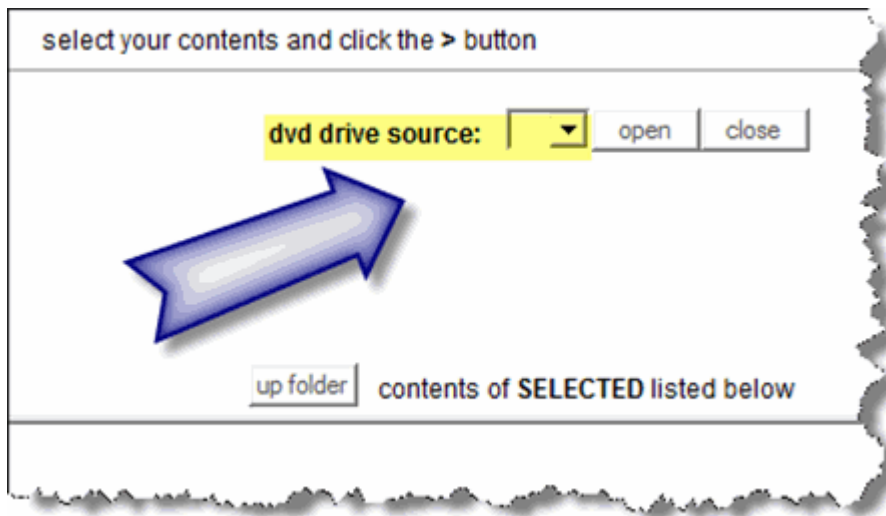 select your contents and click the > button
dvd drive source: open close
up folder contents of SELECTED listed below